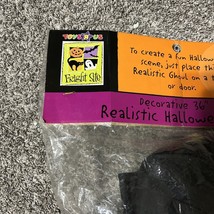 TOYS "R" US
Bright Site
To create a fun Hallow
scene, just place th
Realistic Ghoul on a
or door.
Decorative 36"
Realistic Hallowe